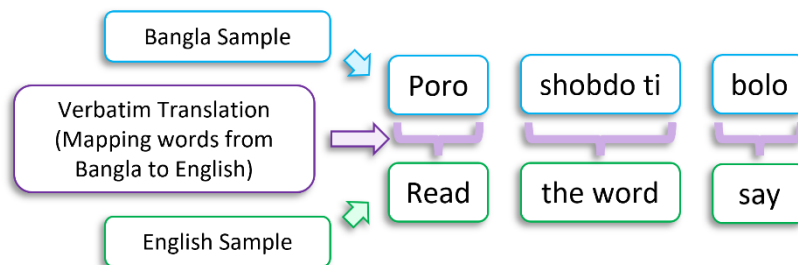 Bangla Sample
Poro shobdo ti bolo
Verbatim Translation
(Mapping words from
Bangla to English)
Read the word say
English Sample